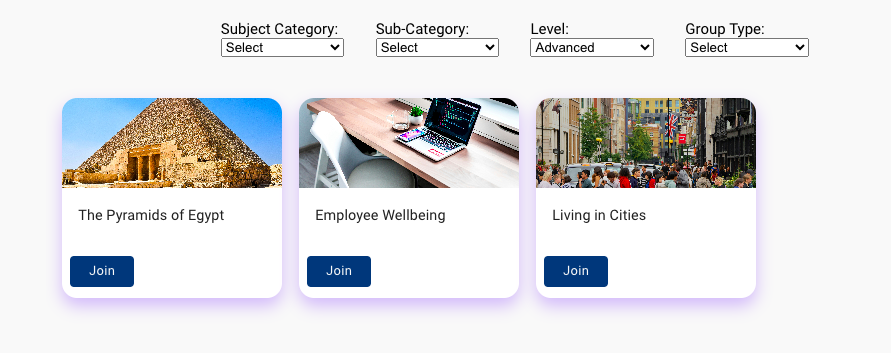 Subject Category: Sub-Category: Level: Group Type:
Select Select Advanced Select
The Pyramids of Egypt Employee Wellbeing Living in Cities
Join Join Join